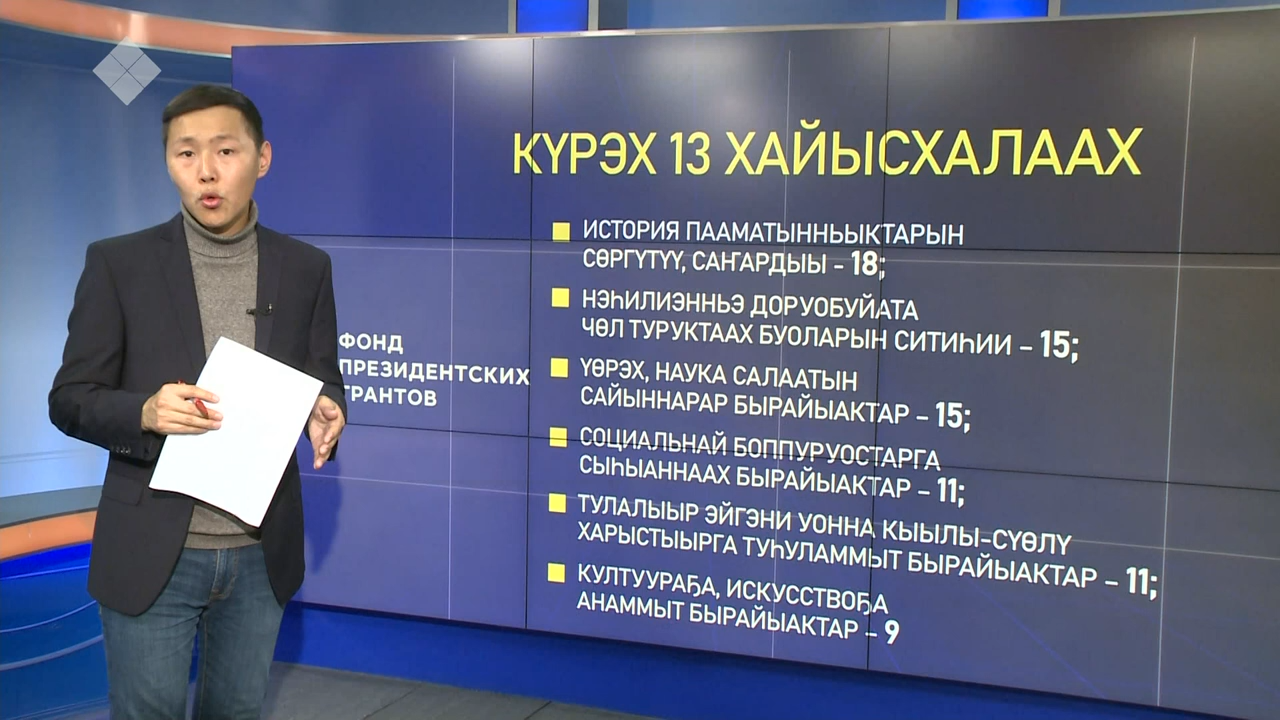 КҮРЭХ 13 ХАЙЫСХАЛААХ
ИСТОРИЯ ПААМАТЫННЬЫКТАРЫН
СӨРГҮТҮҮ, САҤАРДЫЫ – 18;
НЭҺИЛИЭННЬЭ ДОРУОБУЙАТА
ЧӨЛ ТУРУКТААХ БУОЛАРЫН СИТИҺИИ – 15;
ҮӨРЭХ, НАУКА САЛААТЫН
САЙЫННАРАР БЫРАЙЫАКТАР – 15;
СОЦИАЛЬНАЙ БОППУРУОСТАРГА
СЫҺЫАННААХ БЫРАЙЫАКТАР – 11;
ТУЛАЛЫЫР ЭЙГЭНИ УОННА КЫЫЛЫ-СҮӨЛҮ
ХАРЫСТЫЫРГА ТУҺУЛАММЫТ БЫРАЙЫАКТАР – 11;
КУЛТУУРАҔА, ИСКУССТВОҔА
АНАММЫТ БЫРАЙЫАКТАР – 9
ФОНД
ПРЕЗИДЕНТСКИХ
ГРАНТОВ